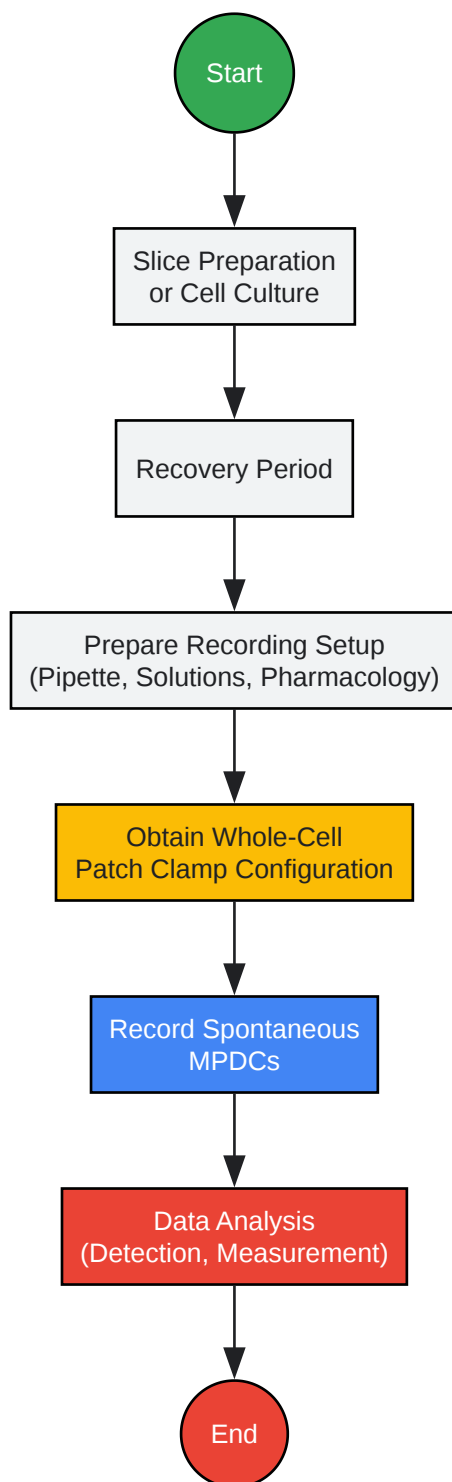 Start
Slice Preparation
or Cell Culture
Recovery Period
Prepare Recording Setup
(Pipette, Solutions, Pharmacology)
Obtain Whole-Cell
Patch Clamp Configuration
Record Spontaneous
MPDCs
Data Analysis
(Detection, Measurement)
End